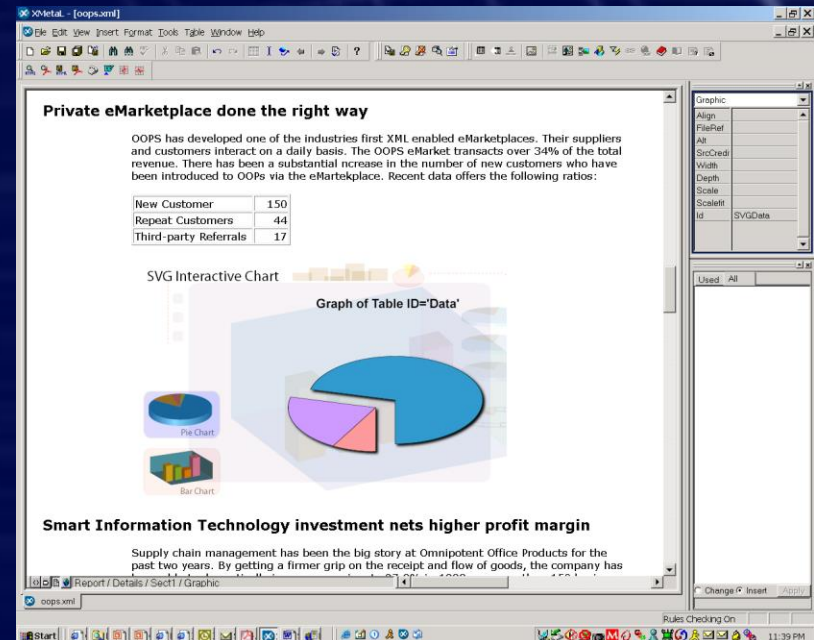 XMetaL - [oops.xml]
File Edit View Insert Format Tools Table Window Help
Private eMarketplace done the right way
OOPS has developed one of the industries first XML enabled eMarketplaces. Their suppliers
and customers interact on a daily basis. The OOPS eMarket transacts over 34% of the total
revenue. There has been a substantial ncrease in the number of new customers who have
been introduced to OOPs via the eMartekplace. Recent data offers the following ratios:
New Customer 150
Repeat Customers 44
Third-party Referrals 17
SVG Interactive Chart
Graph of Table ID='Data'
Pie Chart
Bar Chart
Smart Information Technology investment nets higher profit margin
Supply chain management has been the big story at Omnipotent Office Products for the
past two years. By getting a firmer grip on the receipt and flow of goods, the company has
Report / Details / Sect1 / Graphic
oops.xml
Graphic
Align
FileRef
Alt
SrcCredi
Width
Depth
Scale
Scalefit
Id SVGData
Used All
Change Insert Apply
Rules Checking On
Start
11:39 PM